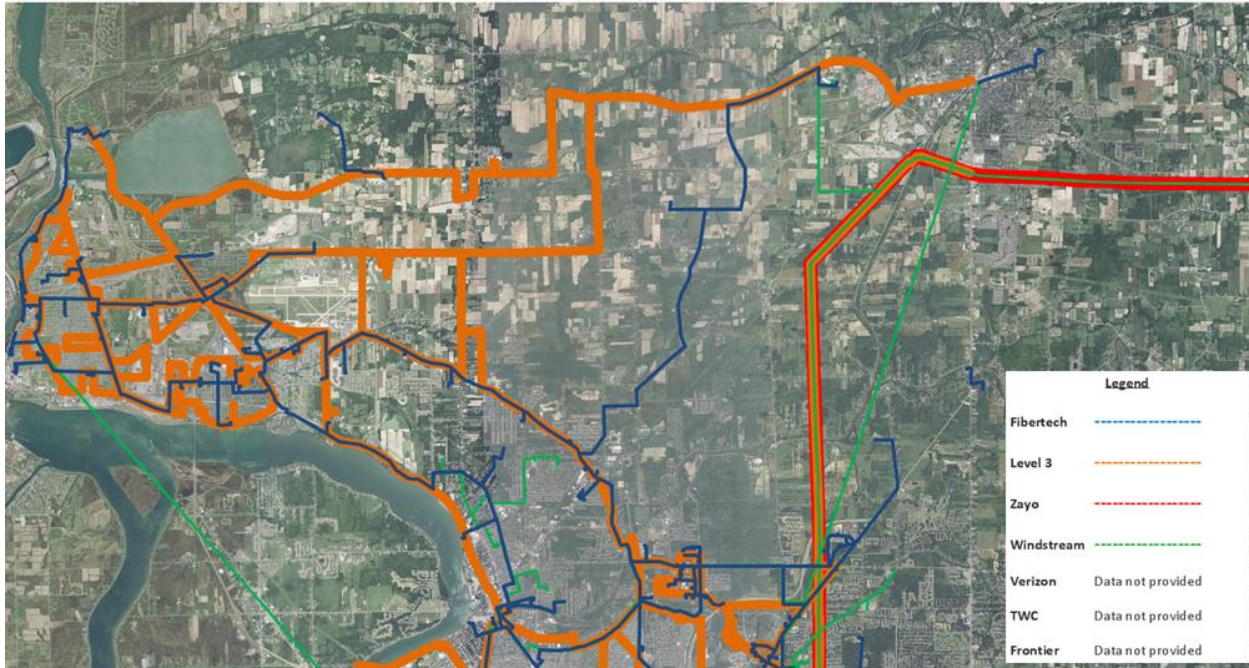 Legend
Fibertech
Level 3
Zayo
Windstream
Verizon Data not provided
TWC Data not provided
Frontier Data not provided